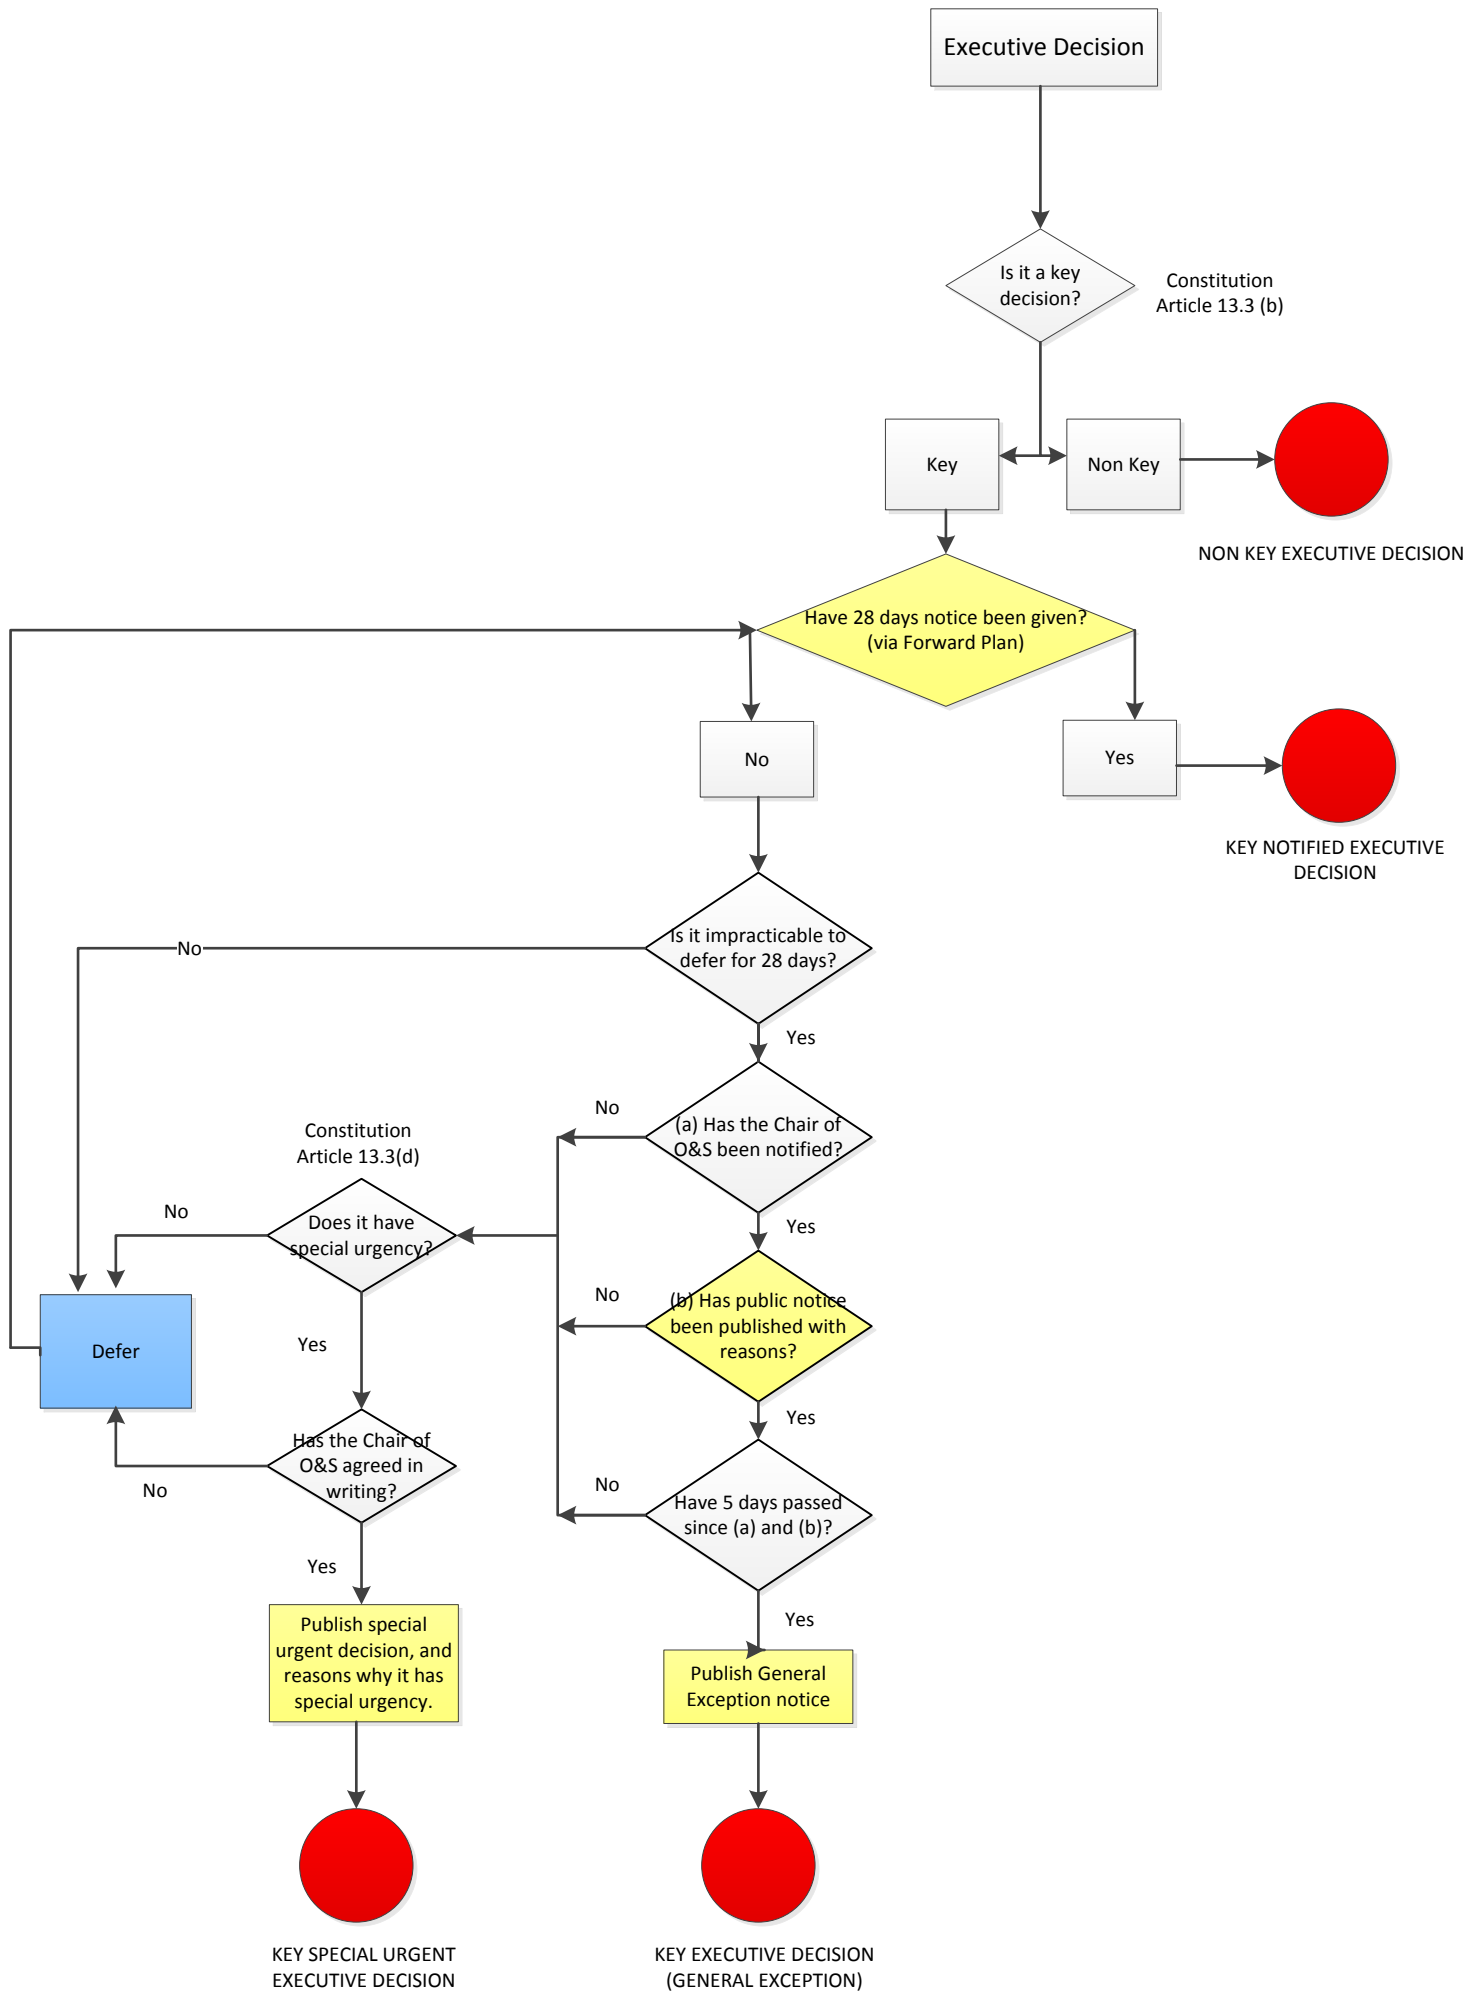 Executive Decision
Is it a key
decision?
Constitution
Article 13.3 (b)
Key
Non Key
NON KEY EXECUTIVE DECISION
Have 28 days notice been given?
(via Forward Plan)
No
Yes
KEY NOTIFIED EXECUTIVE
DECISION
Is it impracticable to
defer for 28 days?
No
Yes
(a) Has the Chair of
O&S been notified?
No
Yes
Constitution
Article 13.3(d)
Does it have
special urgency?
No
Yes
(b) Has public notice
been published with
reasons?
No
Yes
Defer
Has the Chair of
O&S agreed in
writing?
No
Yes
Have 5 days passed
since (a) and (b)?
No
Yes
Publish special
urgent decision, and
reasons why it has
special urgency.
Publish General
Exception notice
KEY SPECIAL URGENT
EXECUTIVE DECISION
KEY EXECUTIVE DECISION
(GENERAL EXCEPTION)